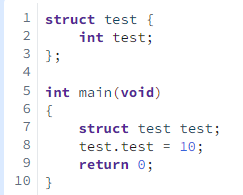 1 struct test {
2     int test;
3 };
4
5 int main(void)
6 {
7     struct test test;
8     test.test = 10;
9     return 0;
10 }